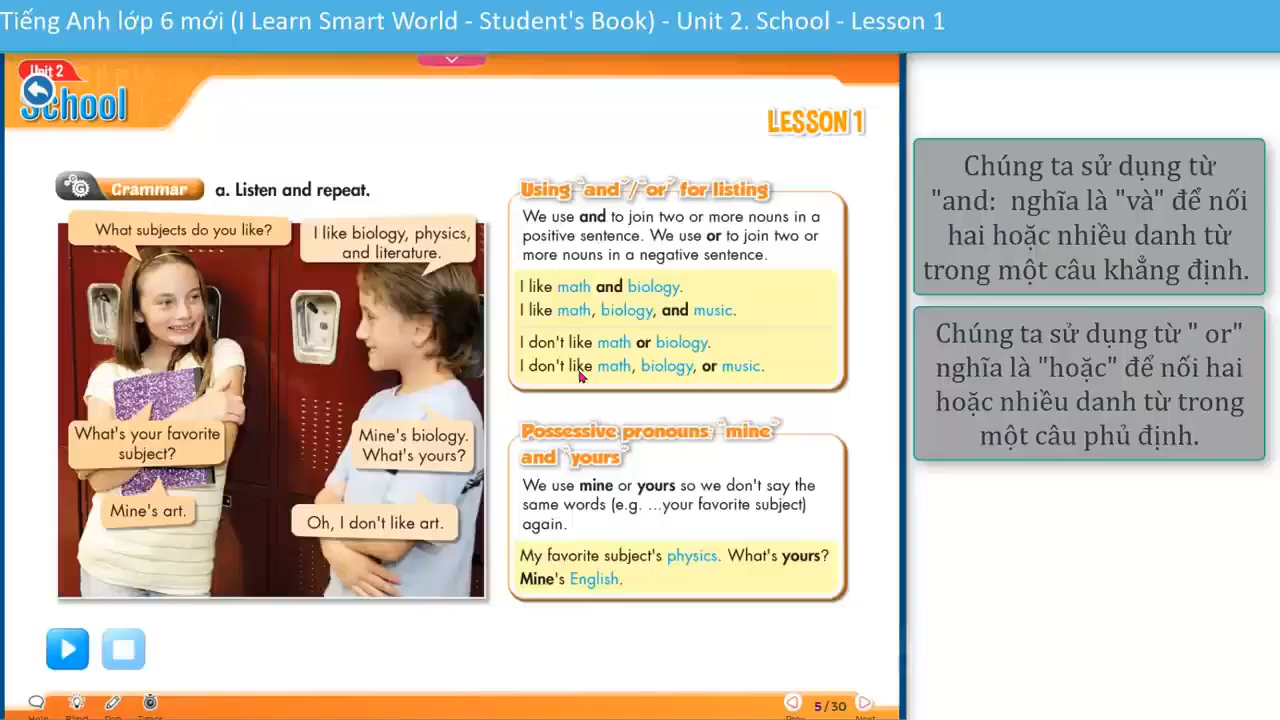 Tiếng Anh lớp 6 mới (I Learn Smart World - Student's Book) - Unit 2. School - Lesson 1
Unit 2
School
LESSON 1
Grammar
a. Listen and repeat.
What subjects do you like?
I like biology, physics,
and literature.
What's your favorite
subject?
Mine's biology.
What's yours?
Mine's art.
Oh, I don't like art.
Using "and"/"or" for listing
We use and to join two or more nouns in a
positive sentence. We use or to join two or
more nouns in a negative sentence.
I like math and biology.
I like math, biology, and music.
I don't like math or biology.
I don't like math, biology, or music.
Possessive pronouns: "mine"
and "yours"
We use mine or yours so we don't say the
same words (e.g. ...your favorite subject)
again.
My favorite subject's physics. What's yours?
Mine's English.
Chúng ta sử dụng từ
"and: nghĩa là "và" để nối
hai hoặc nhiều danh từ
trong một câu khẳng định.
Chúng ta sử dụng từ " or"
nghĩa là "hoặc" để nối hai
hoặc nhiều danh từ trong
một câu phủ định.
5/30